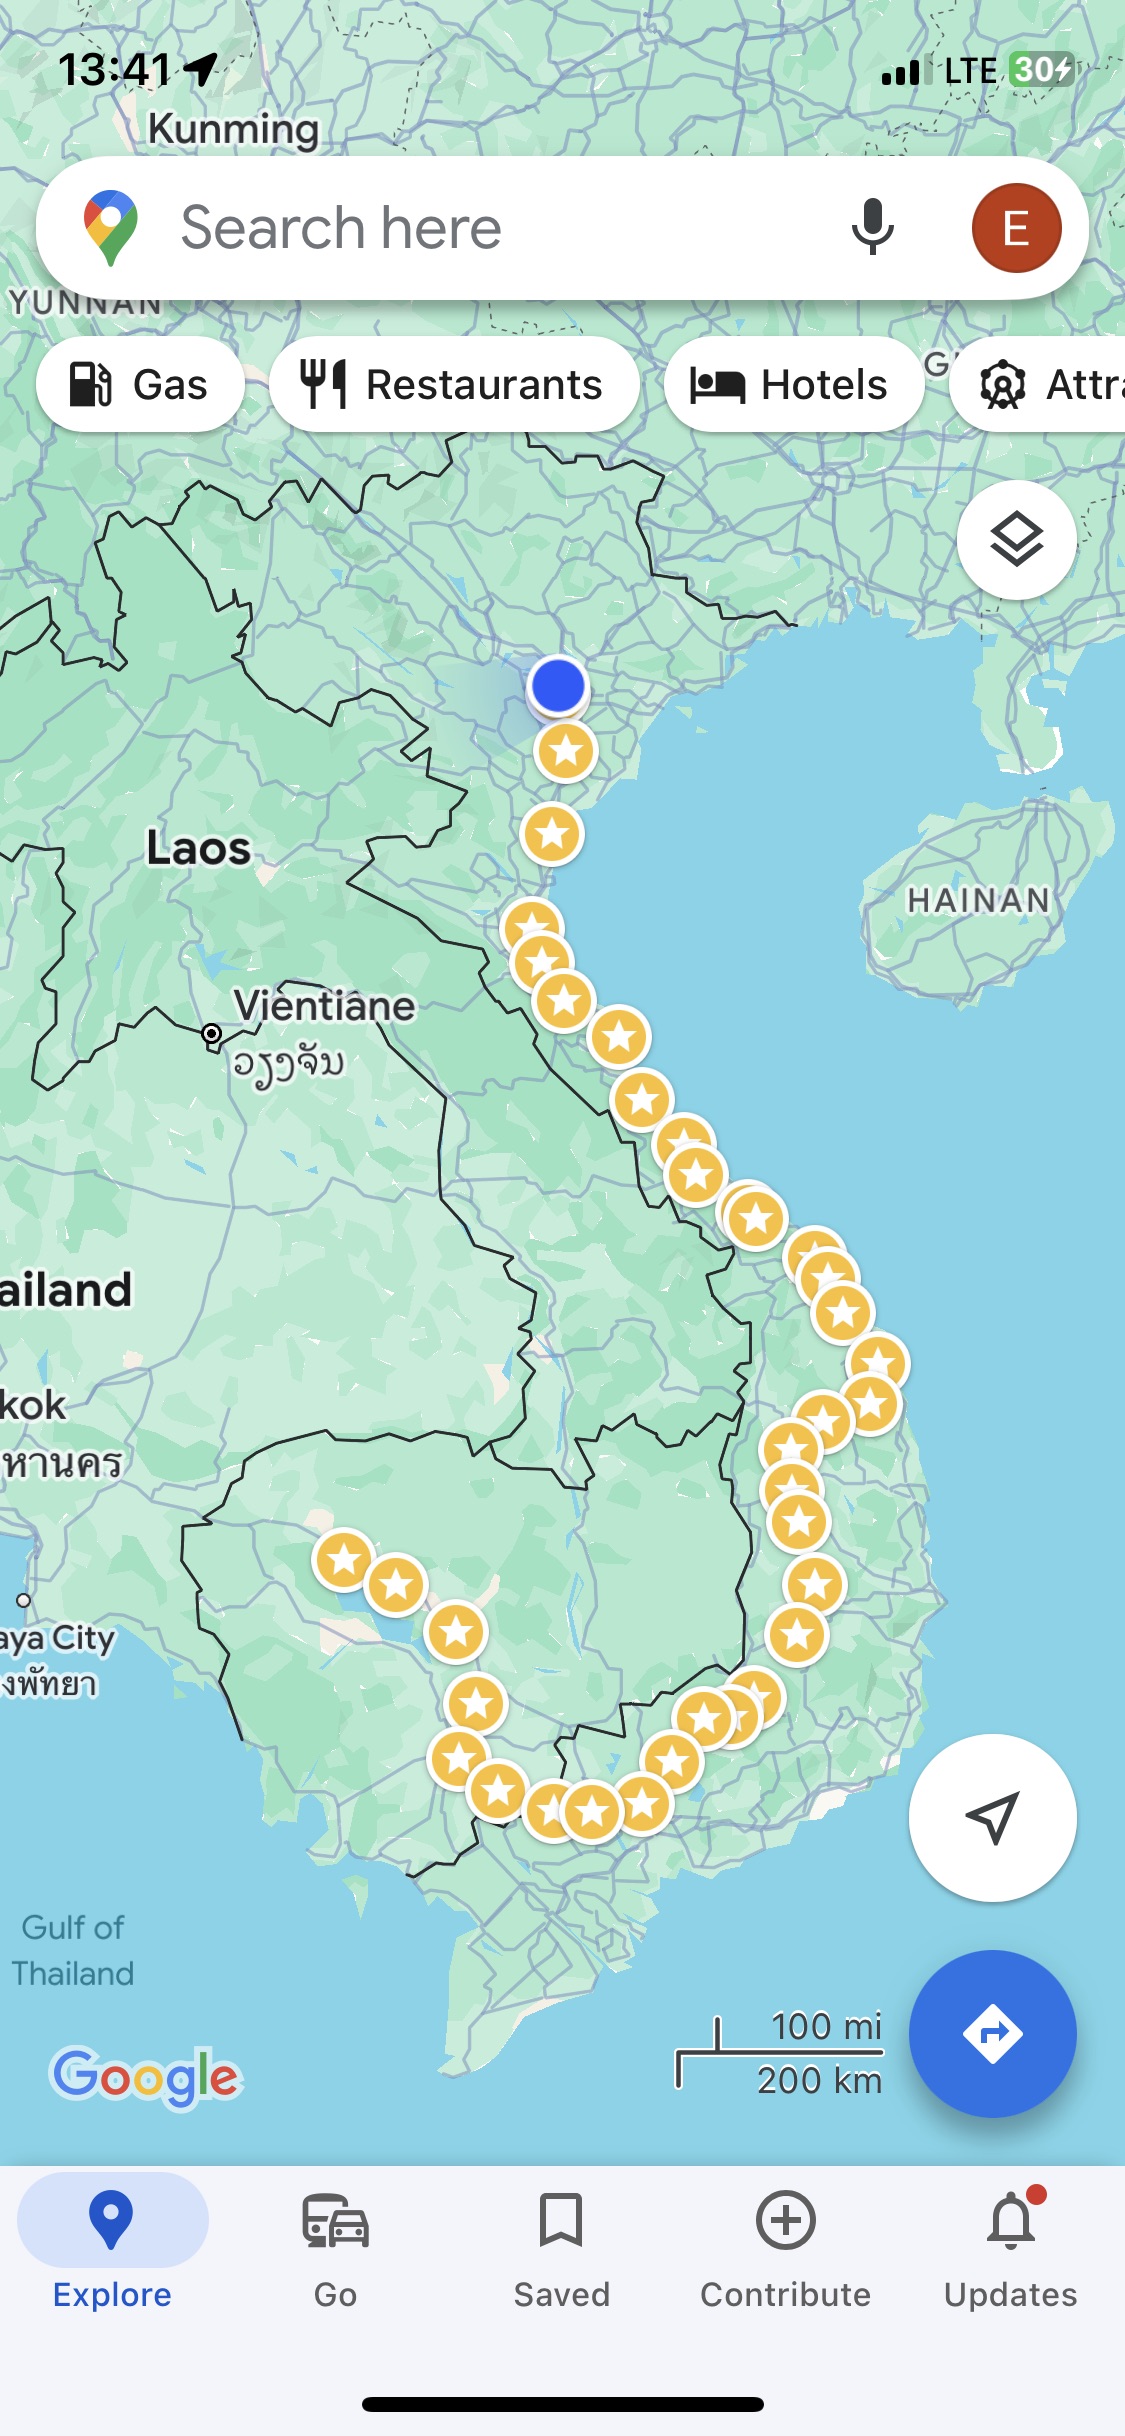 13:41
LTE 30
Kunming
Search here
E
YUNNAN
Gas
Restaurants
Hotels
G
Attra
Laos
HAINAN
Vientiane
ວຽງຈັນ
ailand
kok
หานคร
aya City
งพัทยา
Gulf of
Thailand
100 mi
200 km
Google
Explore
Go
Saved
Contribute
Updates